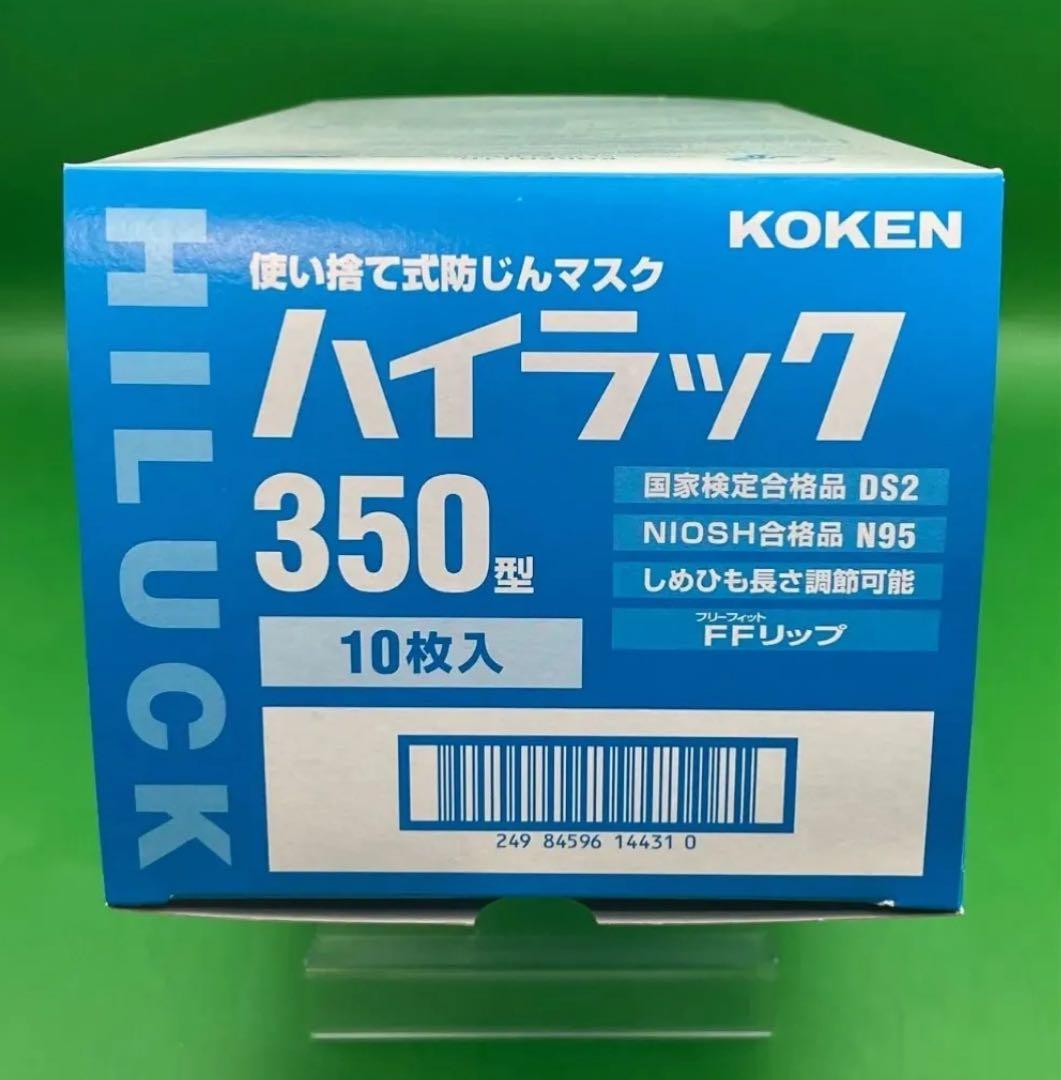 KOKEN
使い捨て式防じんマスク
ハイラック
350型
10枚入
国家検定合格品 DS2
NIOSH合格品 N95
しめひも長さ調節可能
フリーフィット
FFリップ
HILUCK
249 84596 14431 0